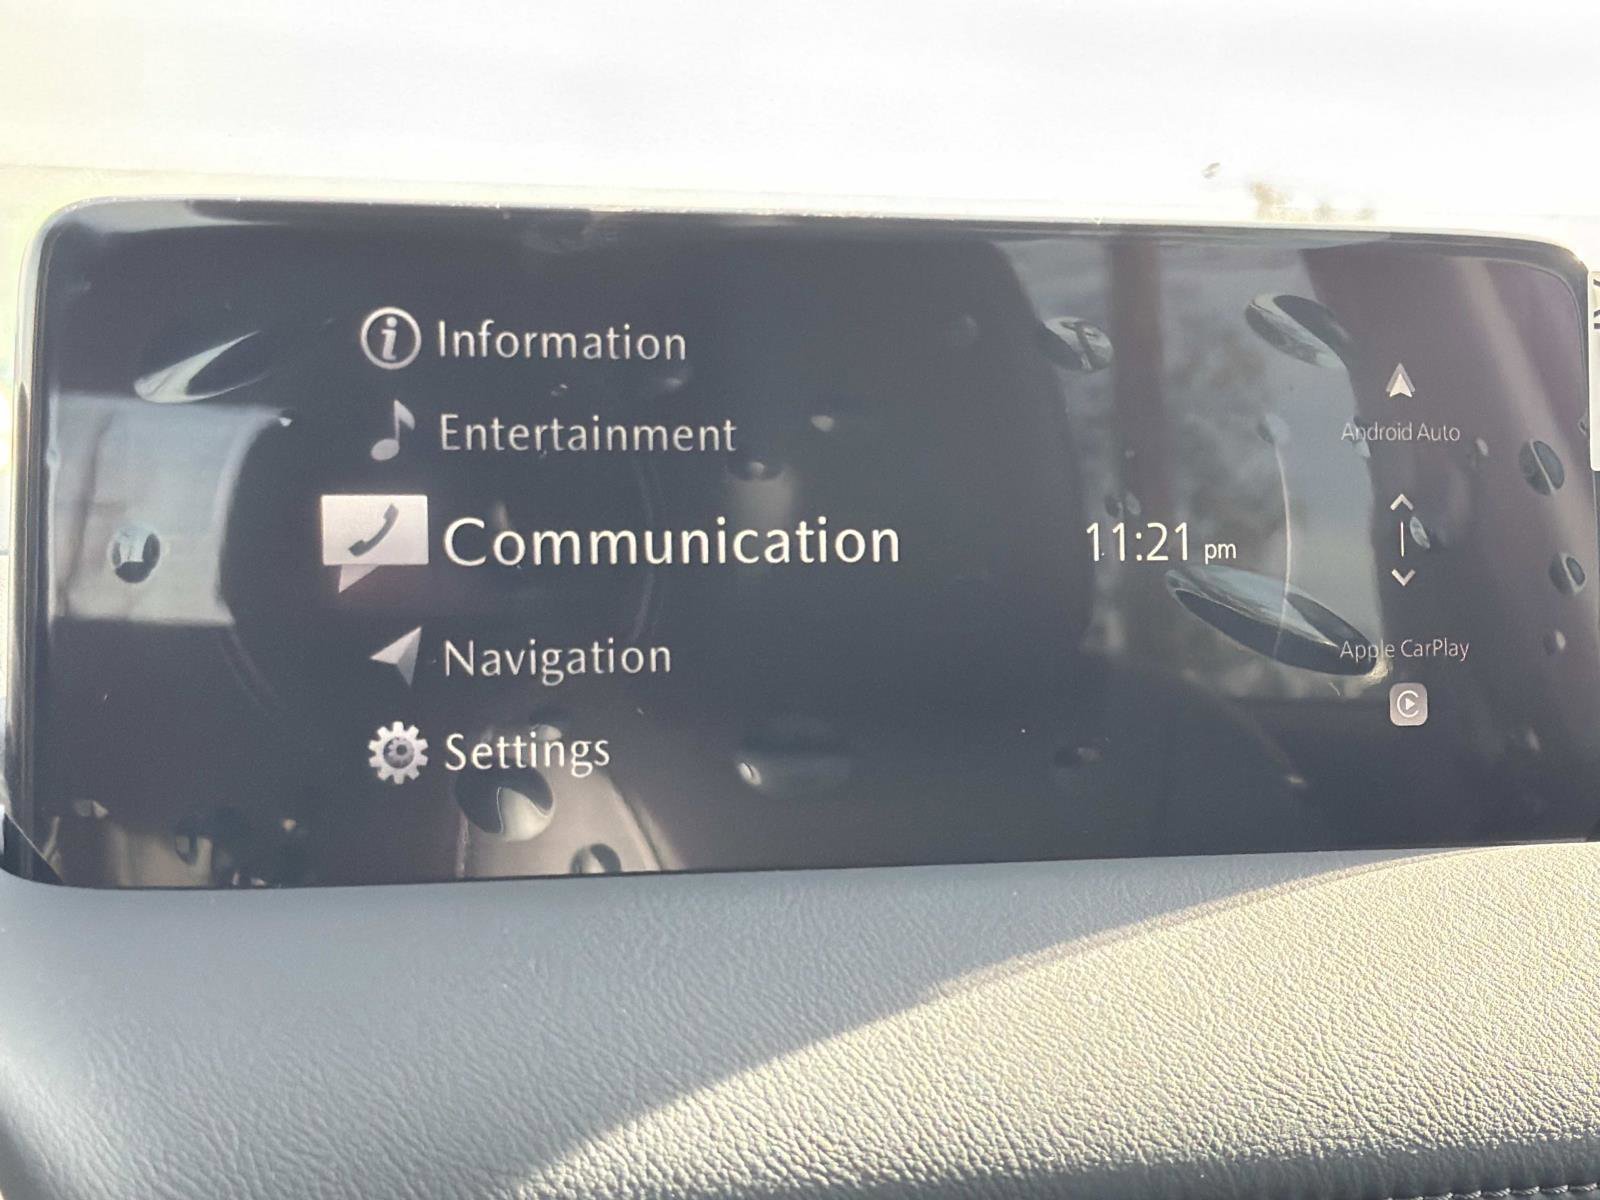 Information
Entertainment
Communication
Navigation
Settings
11:21 pm
Android Auto
Apple CarPlay